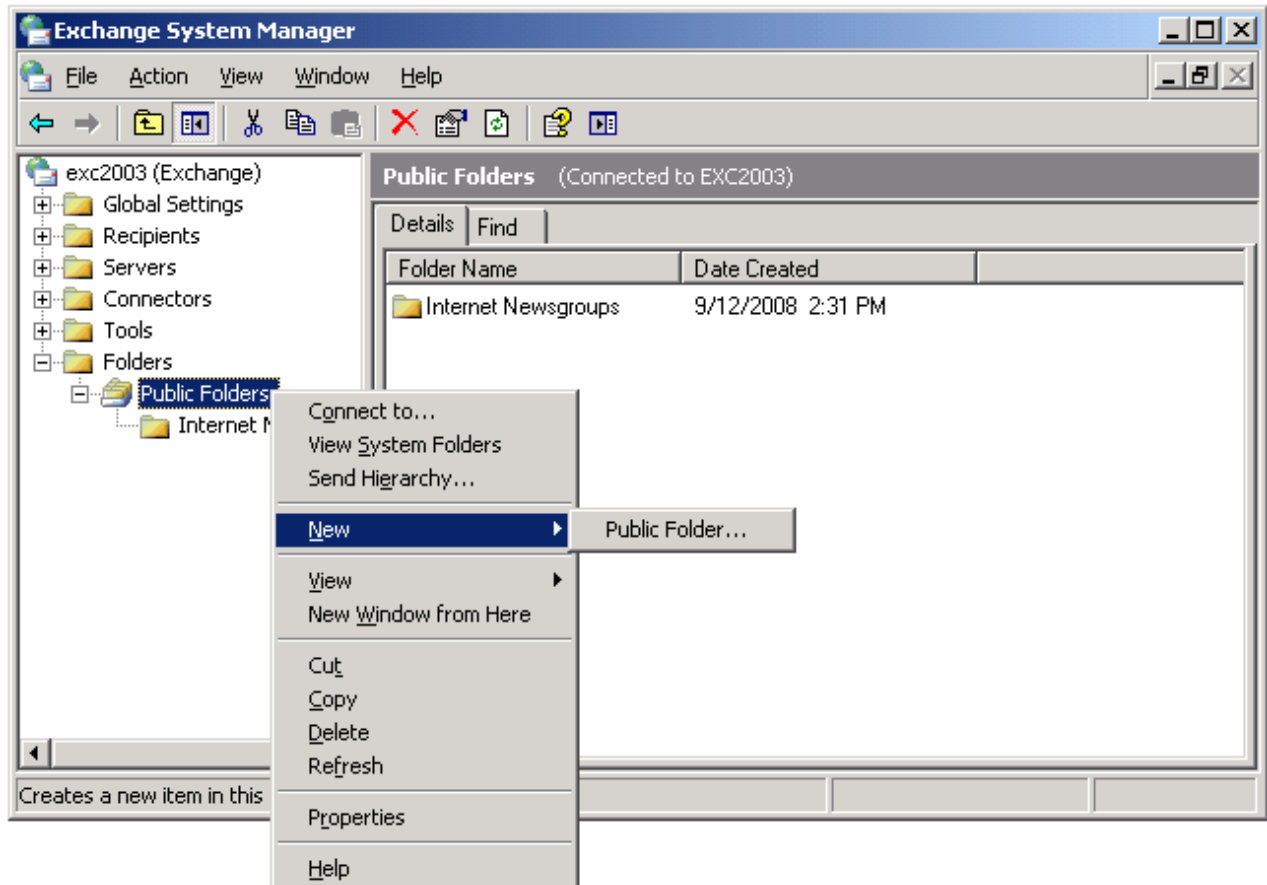 Exchange System Manager
File Action View Window Help
exc2003 (Exchange)
Global Settings
Recipients
Servers
Connectors
Tools
Folders
Public Folders
Internet N
Public Folders (Connected to EXC2003)
Details Find
Folder Name Date Created
Internet Newsgroups 9/12/2008 2:31 PM
Connect to...
View System Folders
Send Hierarchy...
New
Public Folder...
View
New Window from Here
Cut
Copy
Delete
Refresh
Properties
Help
Creates a new item in this